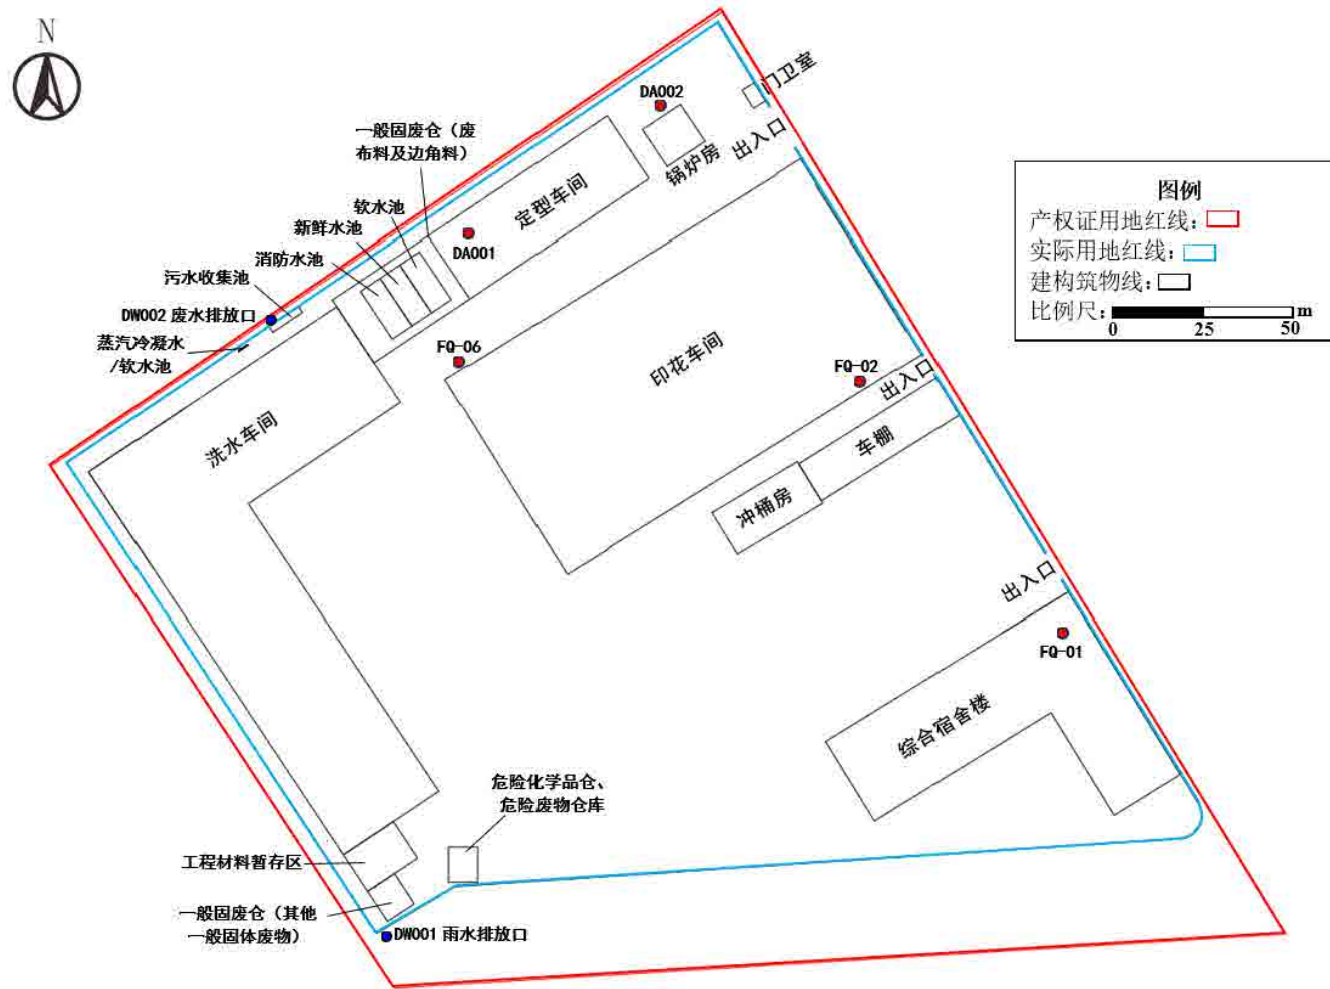 N
DA002
门卫室
出入口
锅炉房
一般固废仓（废
布料及边角料）
定型车间
软水池
新鲜水池
消防水池
DA001
污水收集池
DW002 废水排放口
蒸汽冷凝水
/软水池
FQ-06
印花车间
FQ-02
出入口
车棚
冲桶房
洗水车间
图例
产权证用地红线：
实际用地红线：
建构筑物线：
比例尺：
0 25 50 m
出入口
FQ-01
综合宿舍楼
危险化学品仓、
危险废物仓库
工程材料暂存区
一般固废仓（其他
一般固体废物）
DW001 雨水排放口